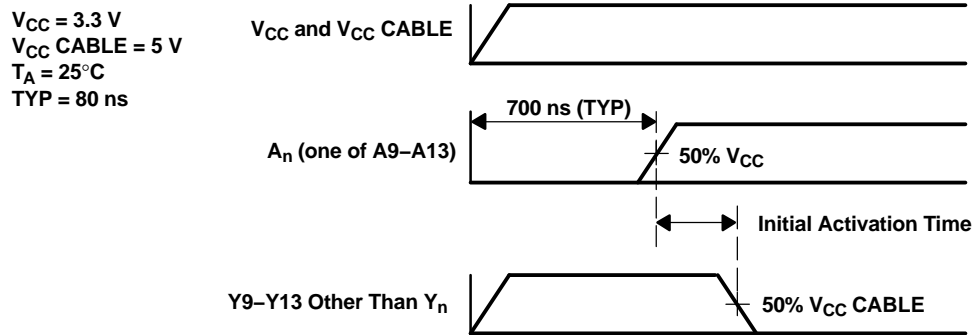 VCC = 3.3 V
VCC CABLE = 5 V
TA = 25°C
TYP = 80 ns
VCC and VCC CABLE
700 ns (TYP)
An (one of A9–A13)
50% VCC
Initial Activation Time
Y9–Y13 Other Than Yn
50% VCC CABLE